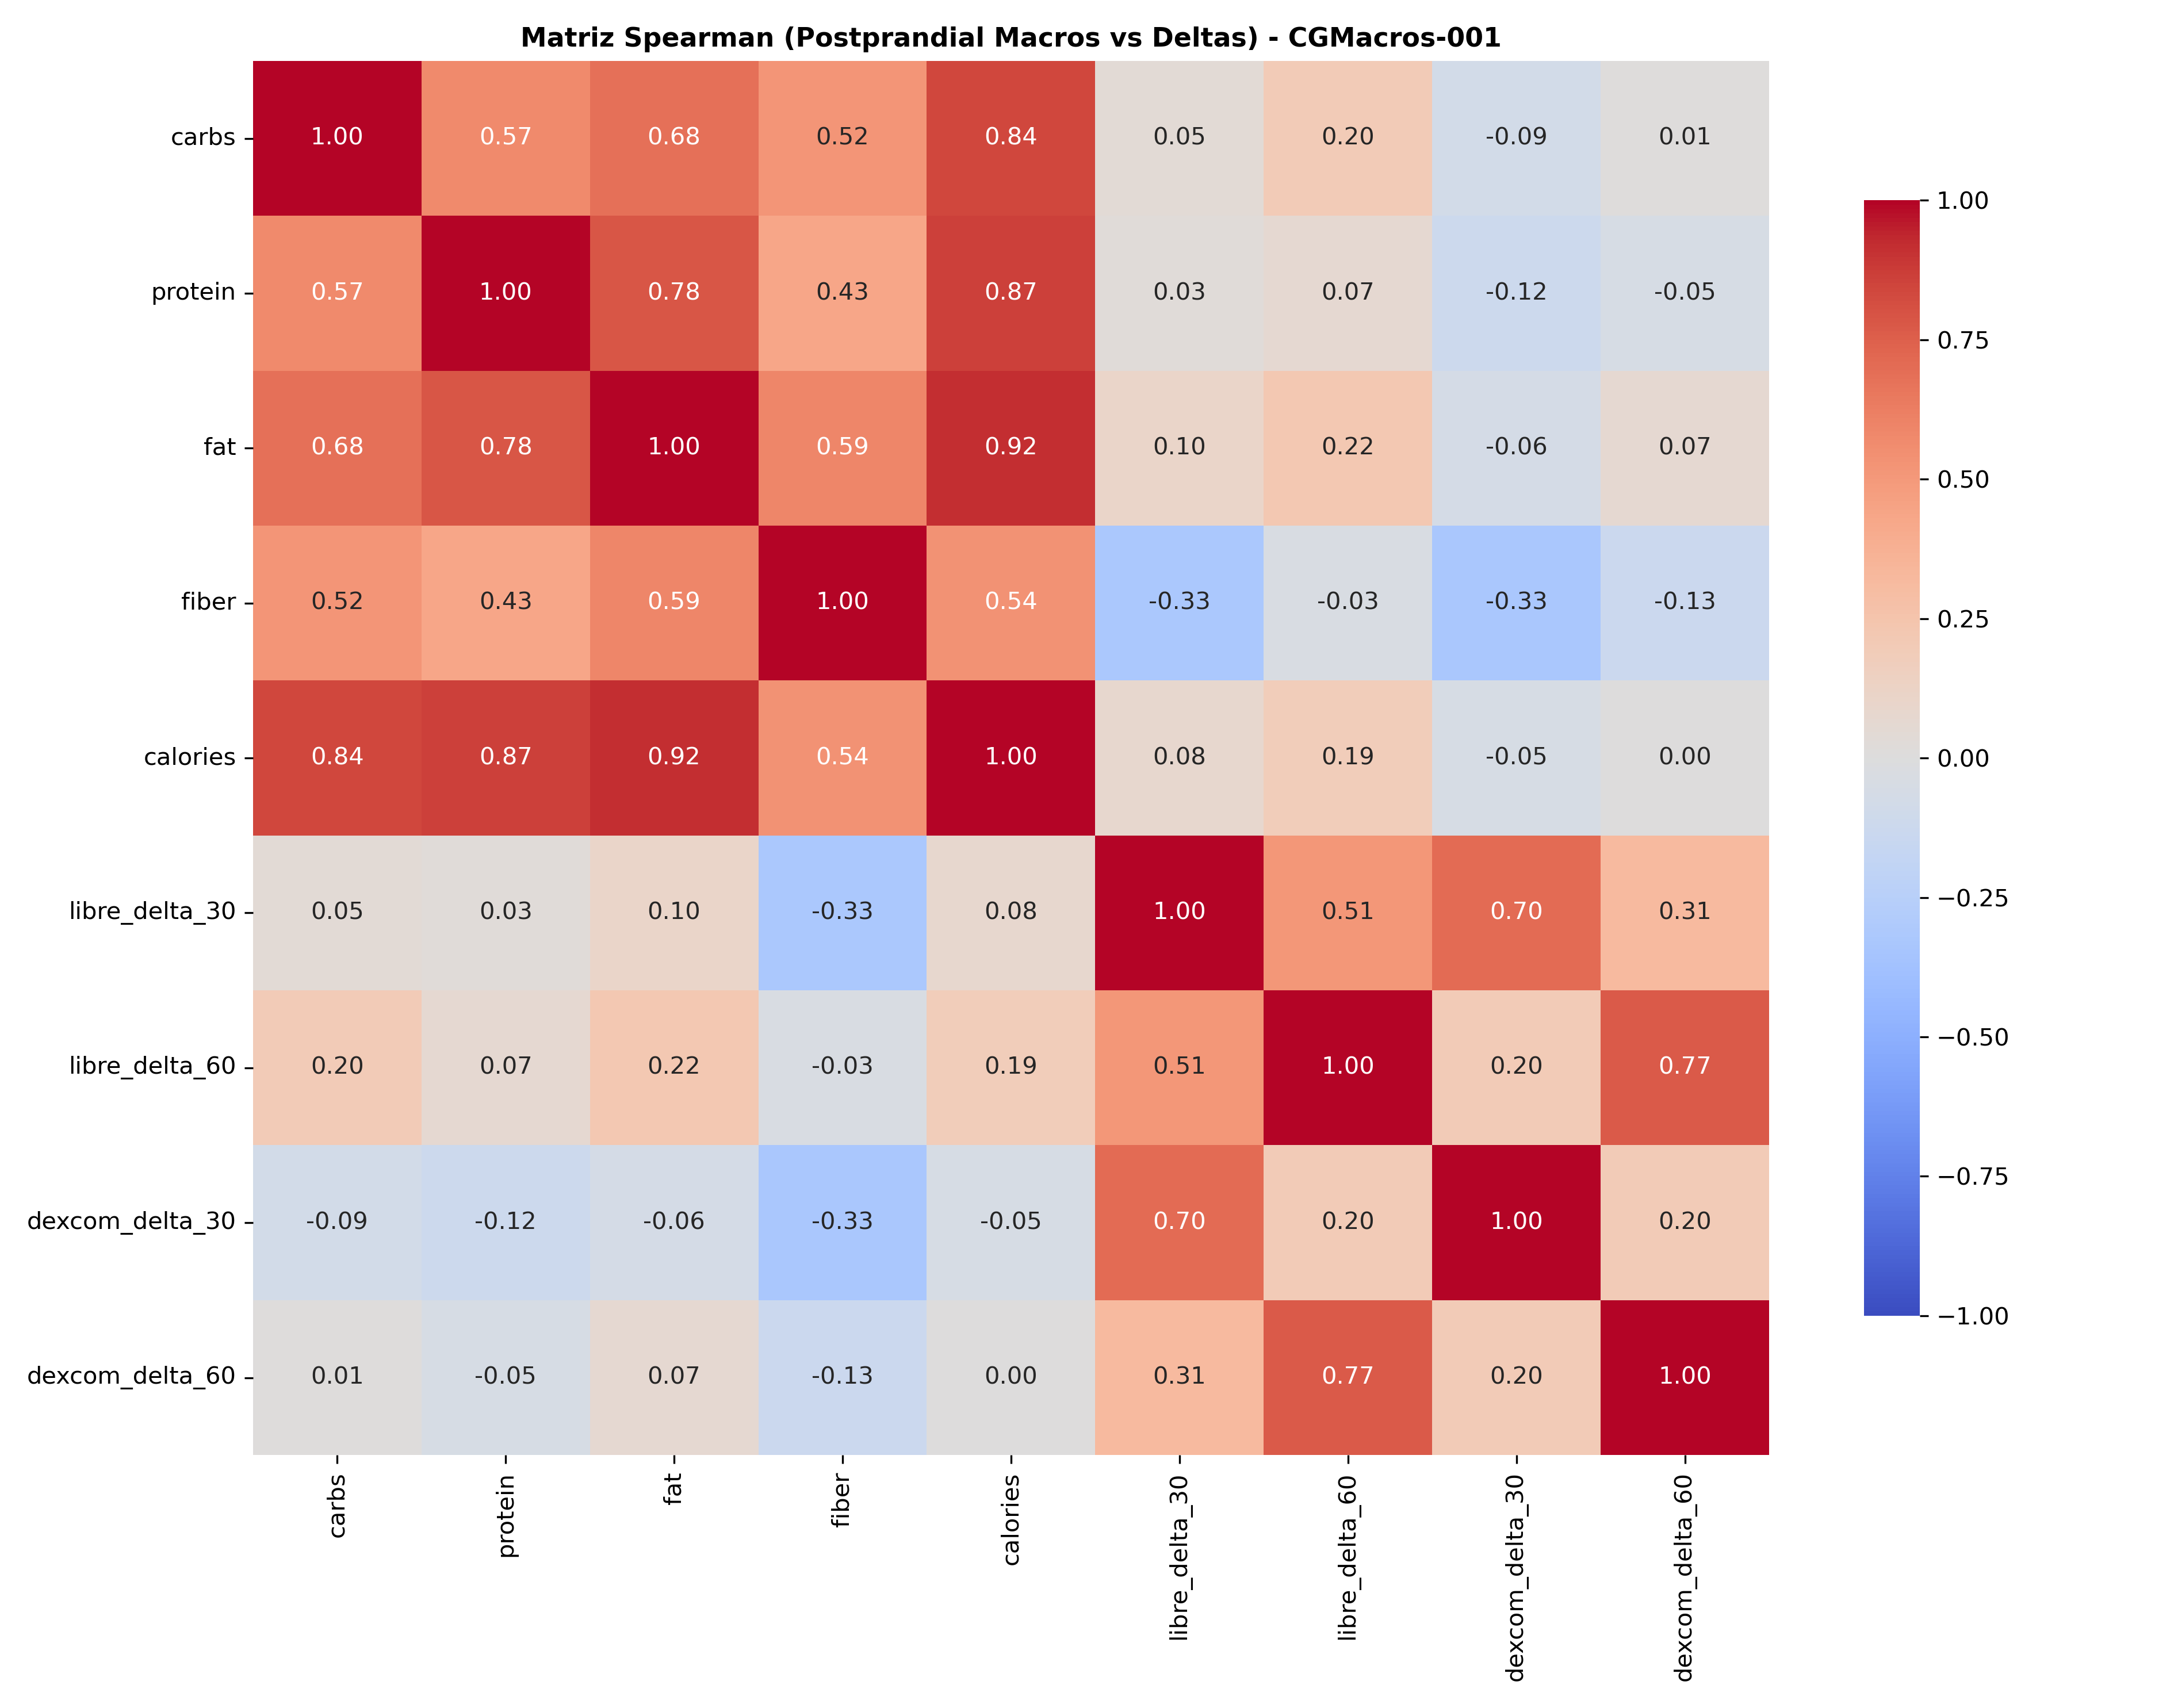 Matriz Spearman (Postprandial Macros vs Deltas) - CGMacros-001
carbs 1.00 0.57 0.68 0.52 0.84 0.05 0.20 -0.09 0.01
protein 0.57 1.00 0.78 0.43 0.87 0.03 0.07 -0.12 -0.05
fat 0.68 0.78 1.00 0.59 0.92 0.10 0.22 -0.06 0.07
fiber 0.52 0.43 0.59 1.00 0.54 -0.33 -0.03 -0.33 -0.13
calories 0.84 0.87 0.92 0.54 1.00 0.08 0.19 -0.05 0.00
libre_delta_30 0.05 0.03 0.10 -0.33 0.08 1.00 0.51 0.70 0.31
libre_delta_60 0.20 0.07 0.22 -0.03 0.19 0.51 1.00 0.20 0.77
dexcom_delta_30 -0.09 -0.12 -0.06 -0.33 -0.05 0.70 0.20 1.00 0.20
dexcom_delta_60 0.01 -0.05 0.07 -0.13 0.00 0.31 0.77 0.20 1.00
carbs
protein
fat
fiber
calories
libre_delta_30
libre_delta_60
dexcom_delta_30
dexcom_delta_60
1.00
0.75
0.50
0.25
0.00
−0.25
−0.50
−0.75
−1.00